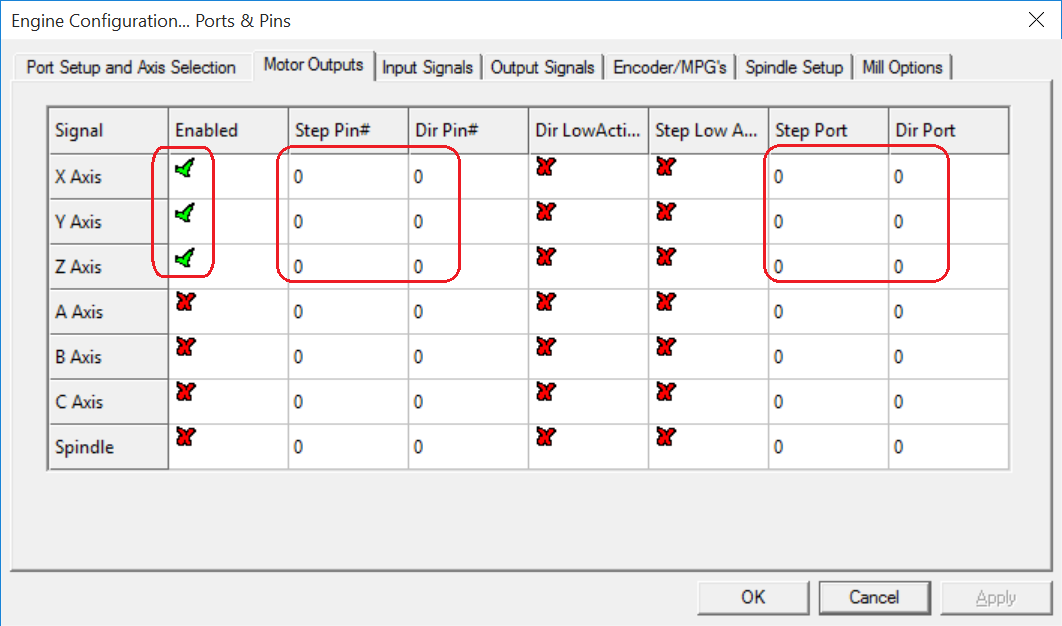 Engine Configuration... Ports & Pins
Port Setup and Axis Selection Motor Outputs Input Signals Output Signals Encoder/MPG's Spindle Setup Mill Options
Signal Enabled Step Pin# Dir Pin# Dir LowActi... Step Low A... Step Port Dir Port
X Axis 0 0 0 0
Y Axis 0 0 0 0
Z Axis 0 0 0 0
A Axis 0 0 0 0
B Axis 0 0 0 0
C Axis 0 0 0 0
Spindle 0 0 0 0
OK Cancel Apply